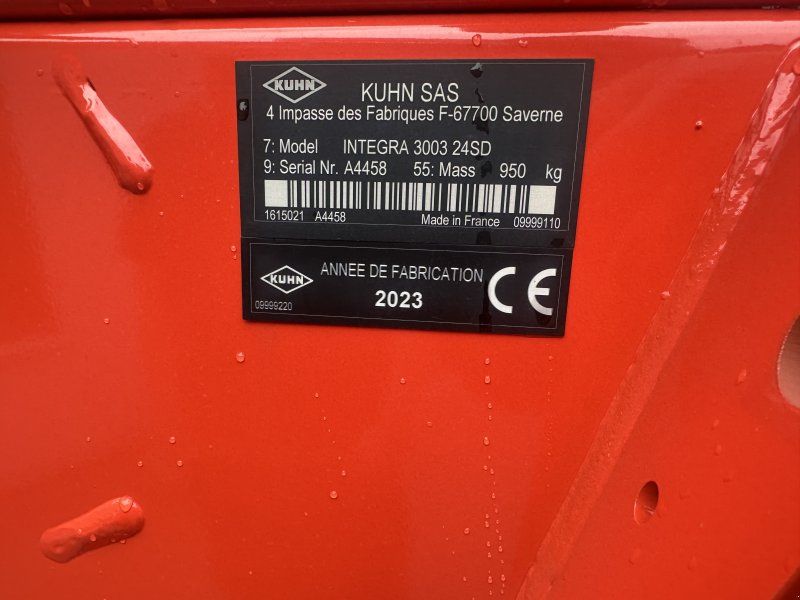 KUHN
KUHN SAS
4 Impasse des Fabriques F-67700 Saverne
7: Model INTEGRA 3003 24SD
9: Serial Nr. A4458 55: Mass 950 kg
1615021 A4458 Made in France 09999110
KUHN
ANNEE DE FABRICATION
2023
CE
09999220